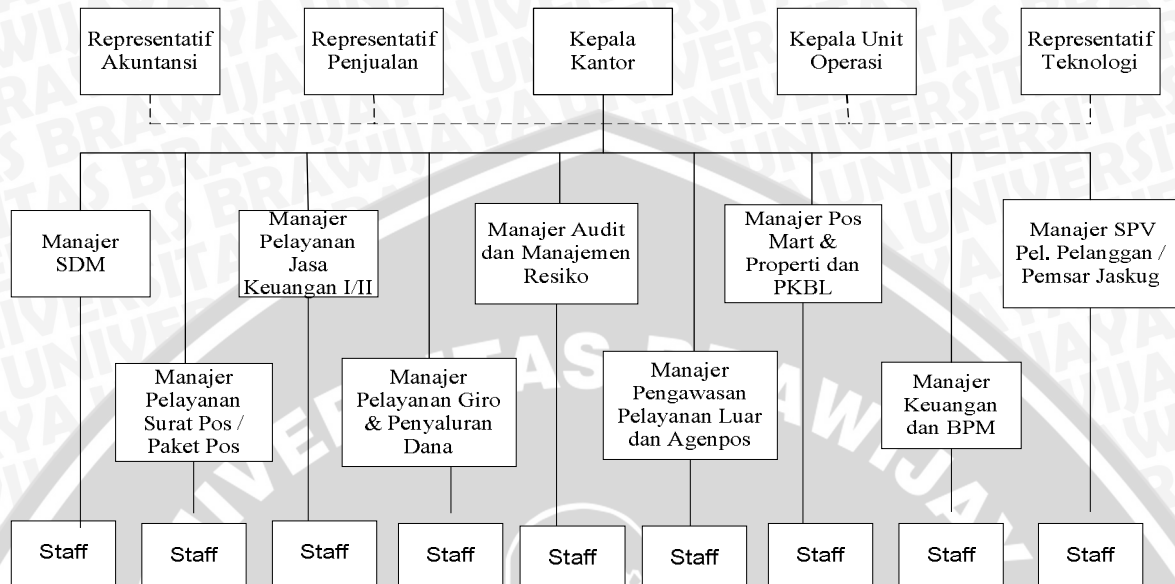 Representatif
Akuntansi
Representatif
Penjualan
Kepala
Kantor
Kepala Unit
Operasi
Representatif
Teknologi
Manajer
SDM
Manajer
Pelayanan
Jasa
Keuangan I/II
Manajer Audit
dan Manajemen
Resiko
Manajer Pos
Mart &
Properti dan
PKBL
Manajer SPV
Pel. Pelanggan /
Pemsar Jaskug
Manajer
Pelayanan
Surat Pos /
Paket Pos
Manajer
Pelayanan Giro
& Penyaluran
Dana
Manajer
Pengawasan
Pelayanan Luar
dan Agenpos
Manajer
Keuangan
dan BPM
Staff
Staff
Staff
Staff
Staff
Staff
Staff
Staff
Staff